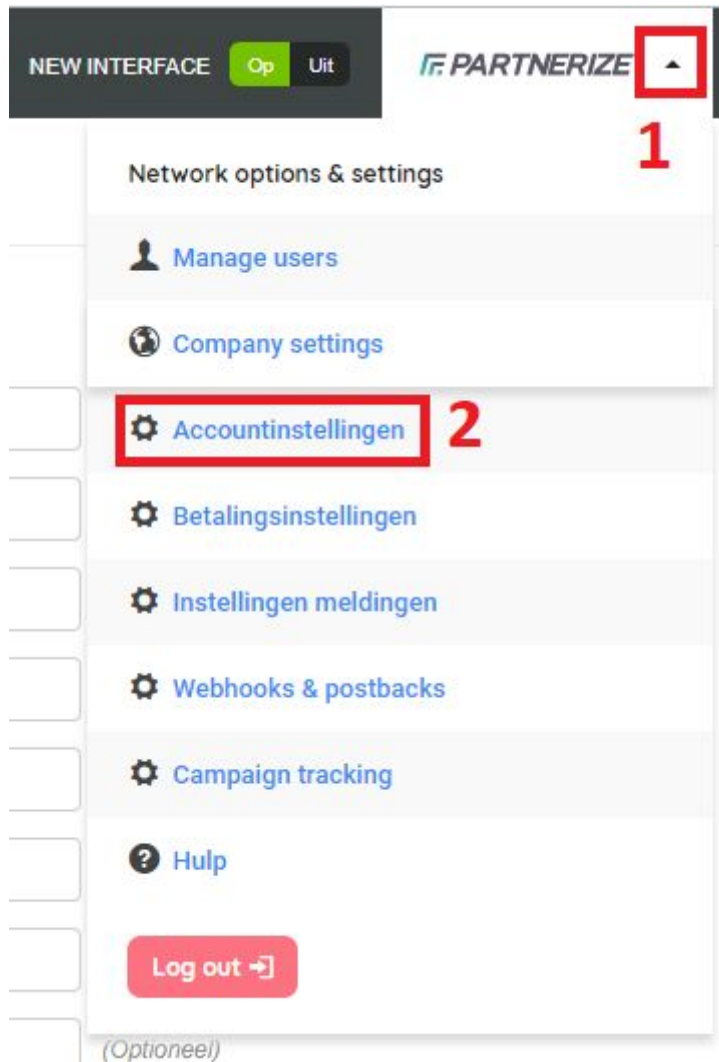 NEW INTERFACE Op Uit PARTNERIZE
1
Network options & settings
Manage users
Company settings
Accountinstellingen 2
Betalingsinstellingen
Instellingen meldingen
Webhooks & postbacks
Campaign tracking
Hulp
Log out
(Optioneel)